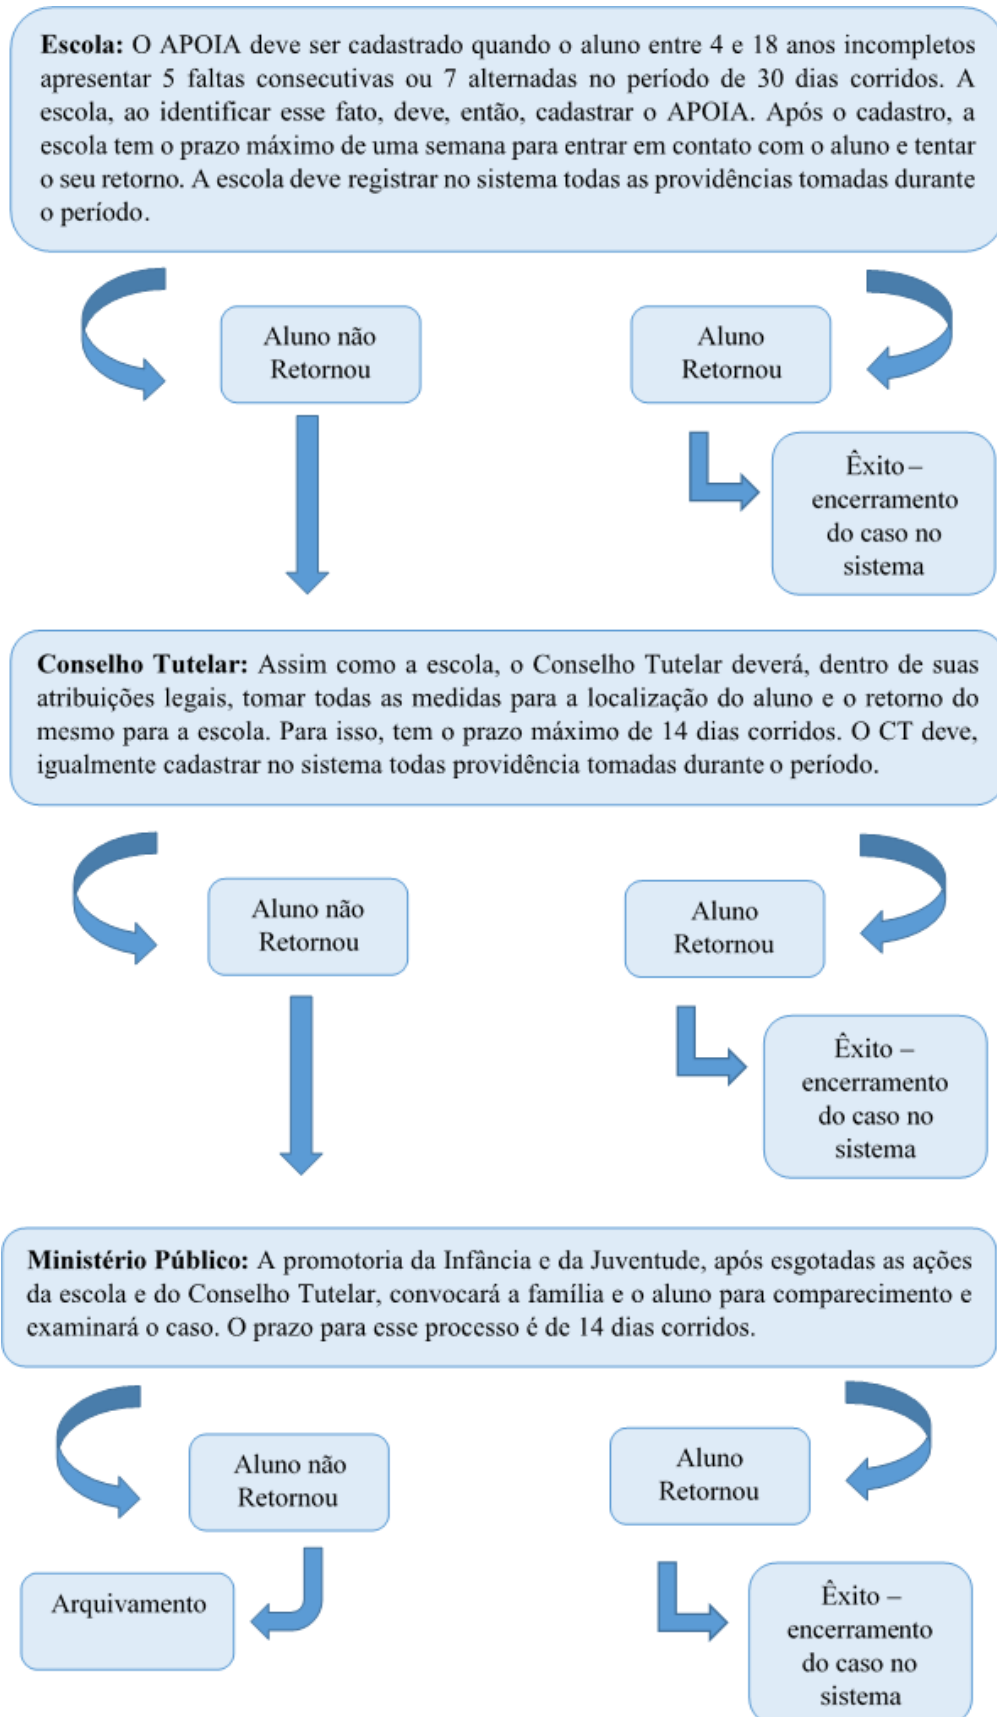 Escola: O APOIA deve ser cadastrado quando o aluno entre 4 e 18 anos incompletos
apresentar 5 faltas consecutivas ou 7 alternadas no período de 30 dias corridos. A
escola, ao identificar esse fato, deve, então, cadastrar o APOIA. Após o cadastro, a
escola tem o prazo máximo de uma semana para entrar em contato com o aluno e tentar
o seu retorno. A escola deve registrar no sistema todas as providências tomadas durante
o período.
Aluno não
Retornou
Aluno
Retornou
Êxito –
encerramento
do caso no
sistema
Conselho Tutelar: Assim como a escola, o Conselho Tutelar deverá, dentro de suas
atribuições legais, tomar todas as medidas para a localização do aluno e o retorno do
mesmo para a escola. Para isso, tem o prazo máximo de 14 dias corridos. O CT deve,
igualmente cadastrar no sistema todas providência tomadas durante o período.
Aluno não
Retornou
Aluno
Retornou
Êxito –
encerramento
do caso no
sistema
Ministério Público: A promotoria da Infância e da Juventude, após esgotadas as ações
da escola e do Conselho Tutelar, convocará a família e o aluno para comparecimento e
examinará o caso. O prazo para esse processo é de 14 dias corridos.
Aluno não
Retornou
Aluno
Retornou
Arquivamento
Êxito –
encerramento
do caso no
sistema